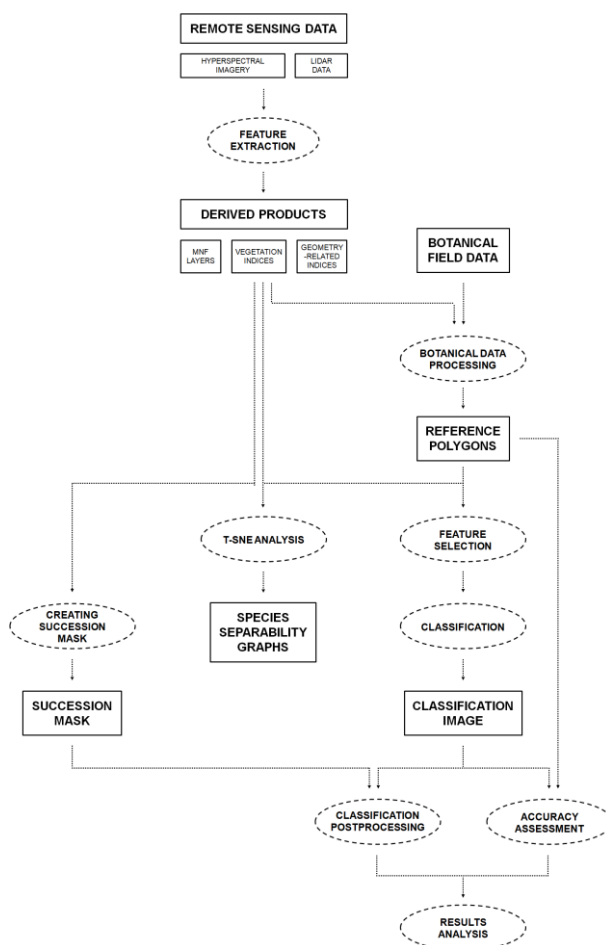 REMOTE SENSING DATA
HYPERSPECTRAL
IMAGERY
LIDAR
DATA
FEATURE
EXTRACTION
DERIVED PRODUCTS
MNF
LAYERS
VEGETATION
INDICES
GEOMETRY
-RELATED
INDICES
BOTANICAL
FIELD DATA
BOTANICAL DATA
PROCESSING
REFERENCE
POLYGONS
T-SNE ANALYSIS
FEATURE
SELECTION
CREATING
SUCCESSION
MASK
SPECIES
SEPARABILITY
GRAPHS
CLASSIFICATION
SUCCESSION
MASK
CLASSIFICATION
IMAGE
CLASSIFICATION
POSTPROCESSING
ACCURACY
ASSESSMENT
RESULTS
ANALYSIS